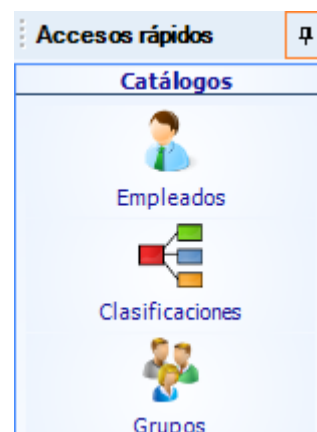 Accesos rápidos
Catálogos
Empleados
Clasificaciones
Grupos